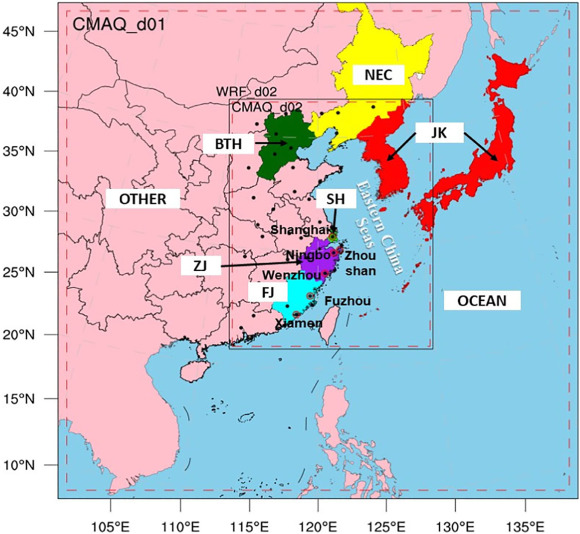 CMAQ_d01
45°N
NEC
40°N
WRF_d02
CMAQ_d02
BTH
JK
35°N
OTHER
SH
30°N
Eastern China
Seas
Shanghai
ZJ
Ningbo
Zhou
shan
25°N
Wenzhou
FJ
Fuzhou
OCEAN
Xiamen
20°N
15°N
10°N
105°E
110°E
115°E
120°E
125°E
130°E
135°E